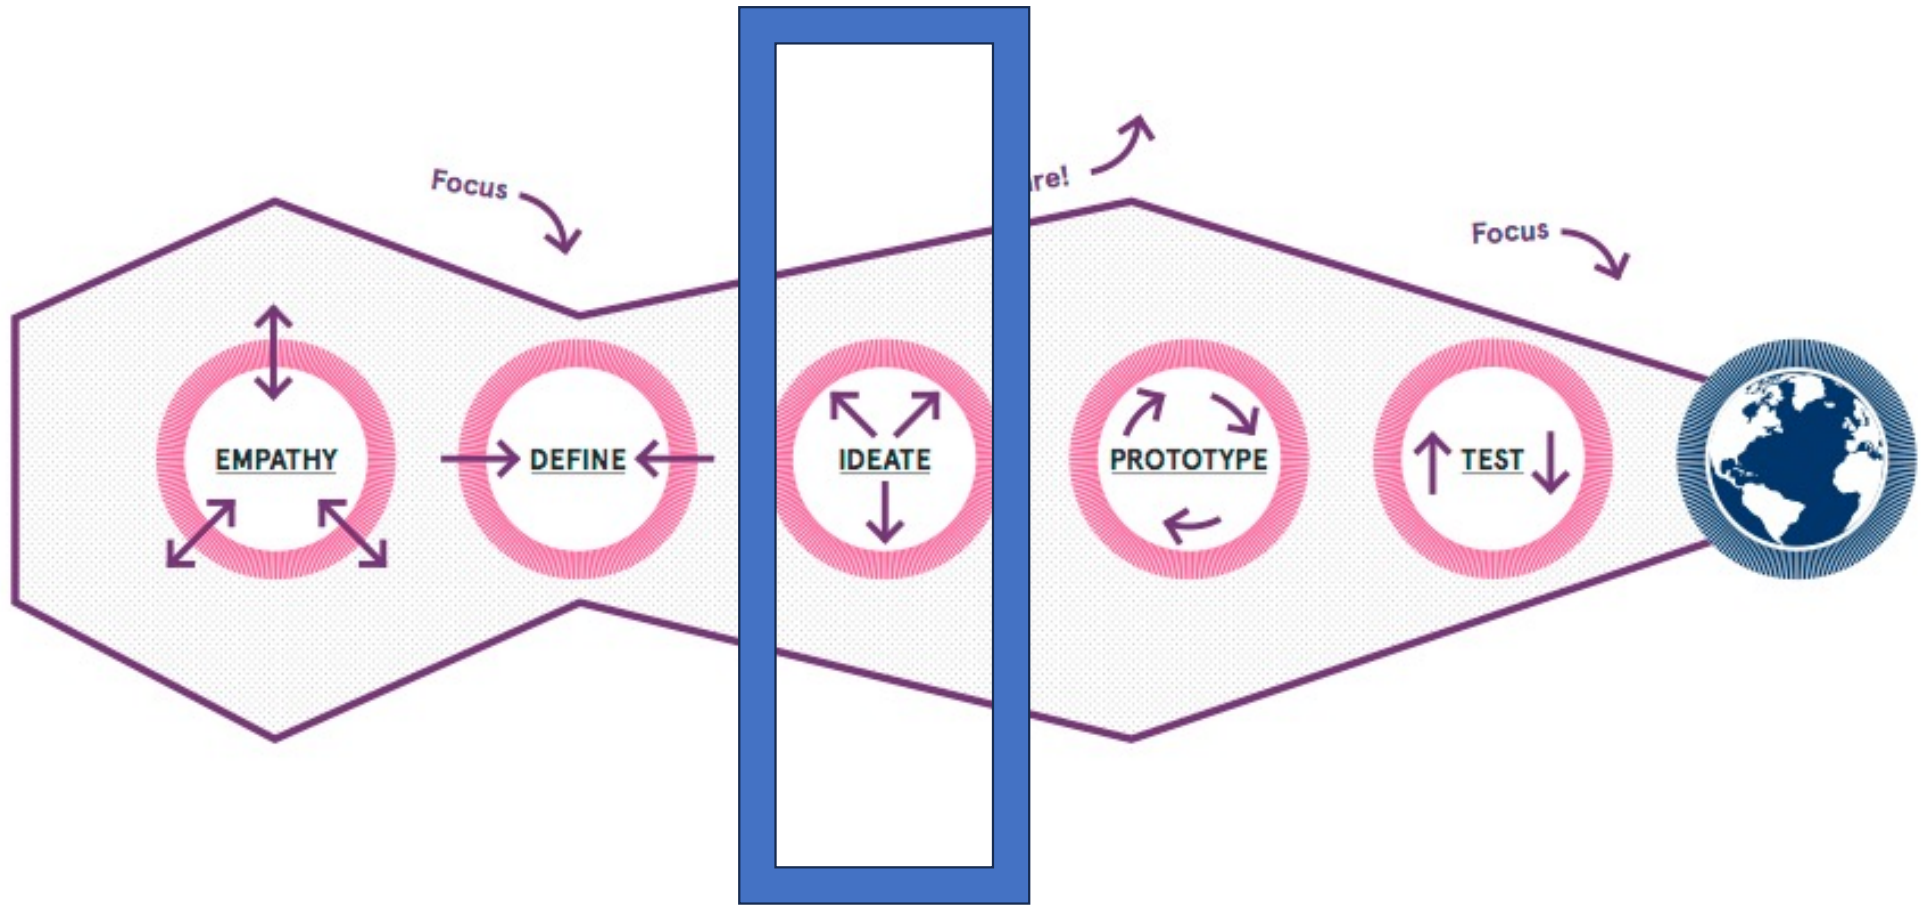 Focus
re!
Focus
EMPATHY
DEFINE
IDEATE
PROTOTYPE
TEST